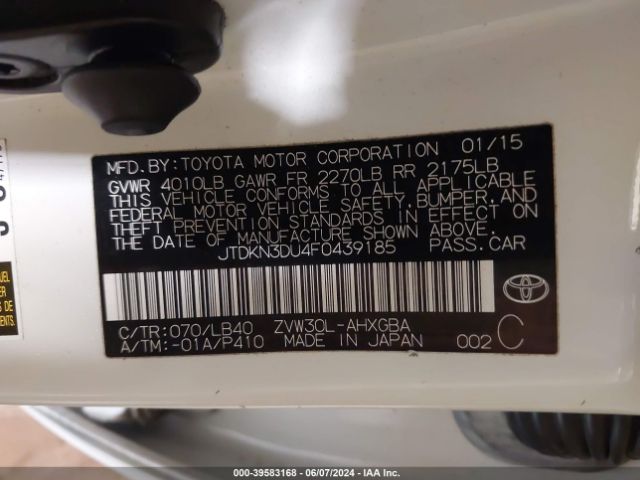 MFD.BY:TOYOTA MOTOR CORPORATION 01/15
GVWR 4010LB GAWR FR 2270LB RR 2175LB
THIS VEHICLE CONFORMS TO ALL APPLICABLE
FEDERAL MOTOR VEHICLE SAFETY,BUMPER,AND
THEFT PREVENTION STANDARDS IN EFFECT ON
THE DATE OF MANUFACTURE SHOWN ABOVE.
JTDKN3DU4F0439185 PASS.CAR
C/TR:070/LB40 ZVW30L-AHXGBA
A/TM:-01A/P410 MADE IN JAPAN 002 C
000-39583168 | 06/07/2024 - IAA Inc.